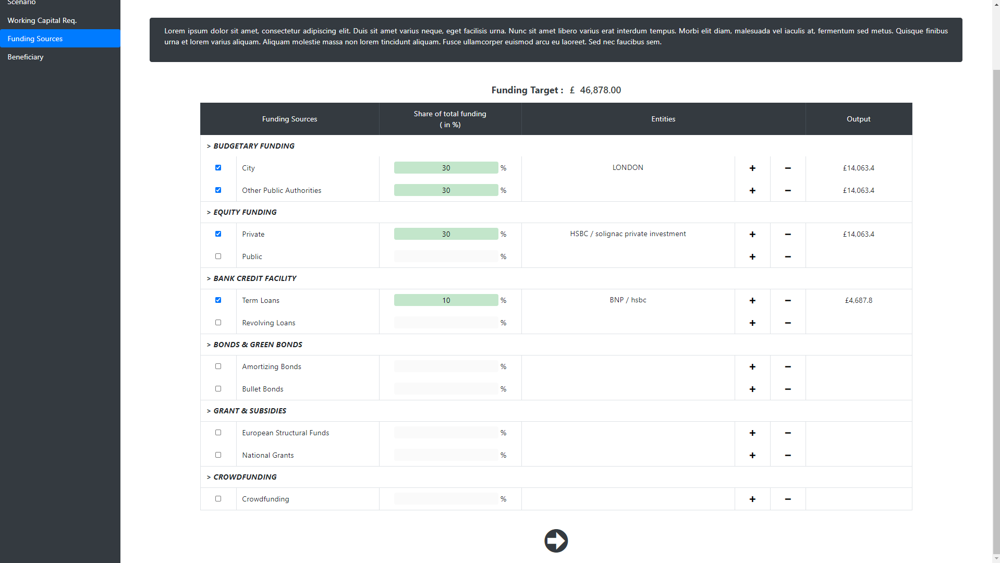 Scenario
Working Capital Req.
Funding Sources
Beneficiary
Lorem ipsum dolor sit amet, consectetur adipiscing elit. Duis sit amet varius neque, eget facilisis urna. Nunc sit amet libero varius erat interdum tempus. Morbi elit diam, malesuada vel iaculis at, fermentum sed metus. Quisque finibus
urna et lorem varius aliquam. Aliquam molestie massa non lorem tincidunt aliquam. Fusce ullamcorper euismod arcu eu laoreet. Sed nec faucibus sem.
Funding Target : £ 46,878.00
Funding Sources Share of total funding ( in %) Entities Output
> BUDGETARY FUNDING
City 30 % LONDON + − £14,063.4
Other Public Authorities 30 % + − £14,063.4
> EQUITY FUNDING
Private 30 % HSBC / solignac private investment + − £14,063.4
Public % + −
> BANK CREDIT FACILITY
Term Loans 10 % BNP / hsbc + − £4,687.8
Revolving Loans % + −
> BONDS & GREEN BONDS
Amortizing Bonds % + −
Bullet Bonds % + −
> GRANT & SUBSIDIES
European Structural Funds % + −
National Grants % + −
> CROWDFUNDING
Crowdfunding % + −